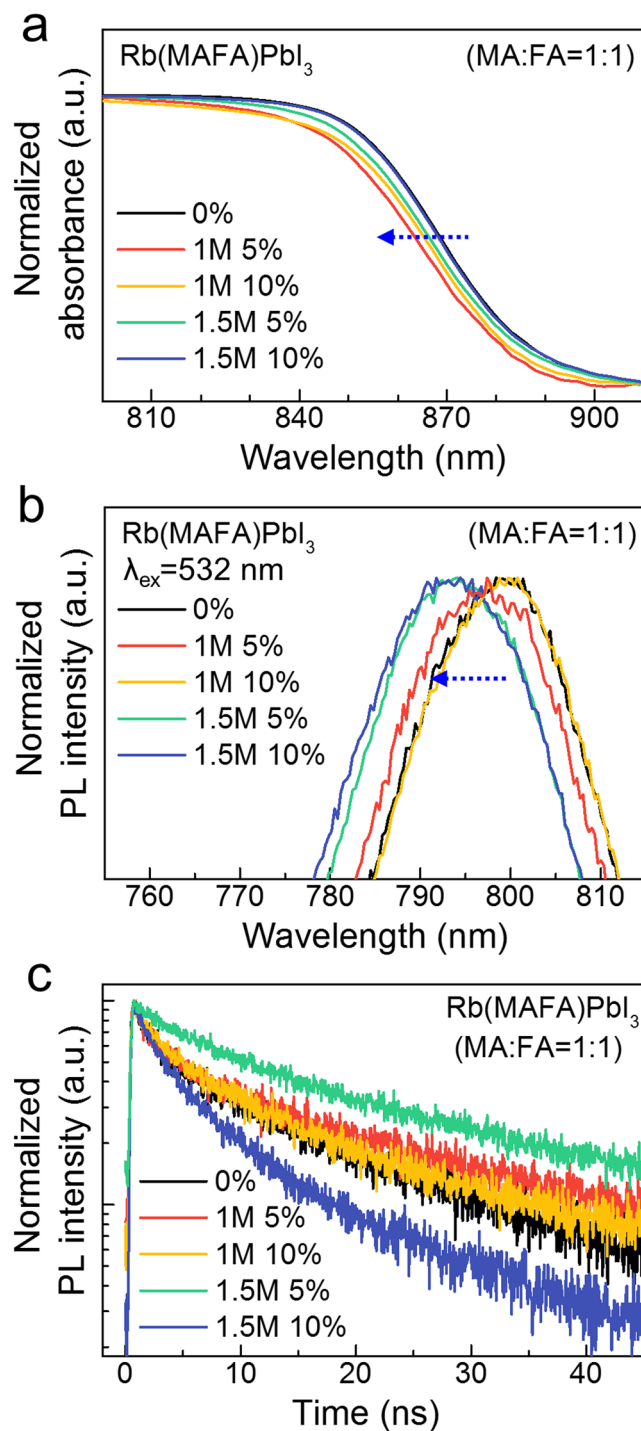 a
Rb(MAFA)PbI₃ (MA:FA=1:1)
Normalized
absorbance (a.u.)
0%
1M 5%
1M 10%
1.5M 5%
1.5M 10%
810 840 870 900
Wavelength (nm)
b
Rb(MAFA)PbI₃ (MA:FA=1:1)
λex=532 nm
Normalized
PL intensity (a.u.)
0%
1M 5%
1M 10%
1.5M 5%
1.5M 10%
760 770 780 790 800 810
Wavelength (nm)
c
Rb(MAFA)PbI₃
(MA:FA=1:1)
Normalized
PL intensity (a.u.)
0%
1M 5%
1M 10%
1.5M 5%
1.5M 10%
0 10 20 30 40
Time (ns)